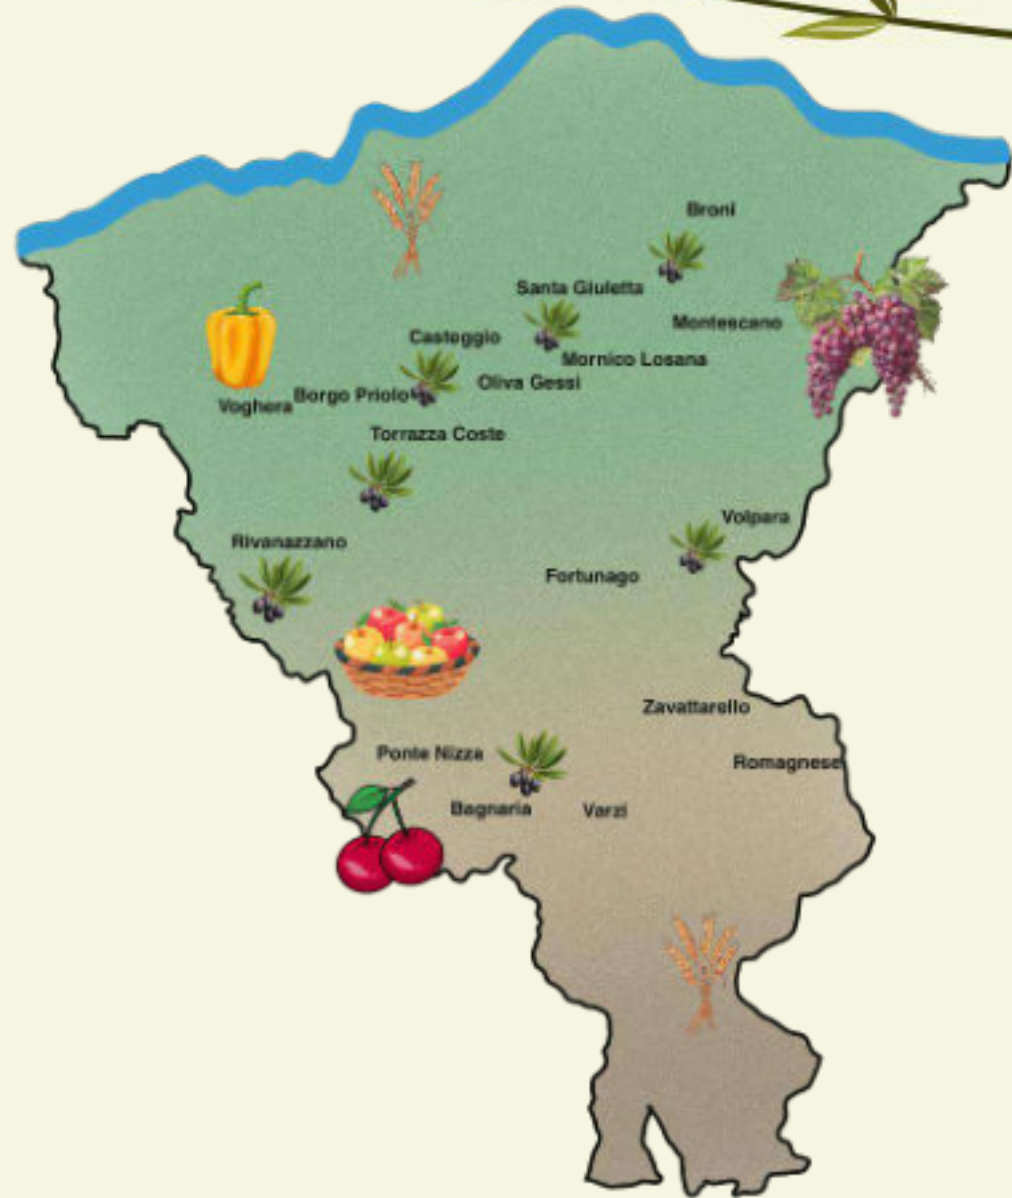 Broni
Santa Giuletta
Montescano
Casteggio
Mornico Losana
Oliva Gessi
Borgo Priolo
Voghera
Torrazza Coste
Volpara
Rivanazzano
Fortunago
Zavattarello
Ponte Nizza
Romagnese
Bagnaria
Varzi